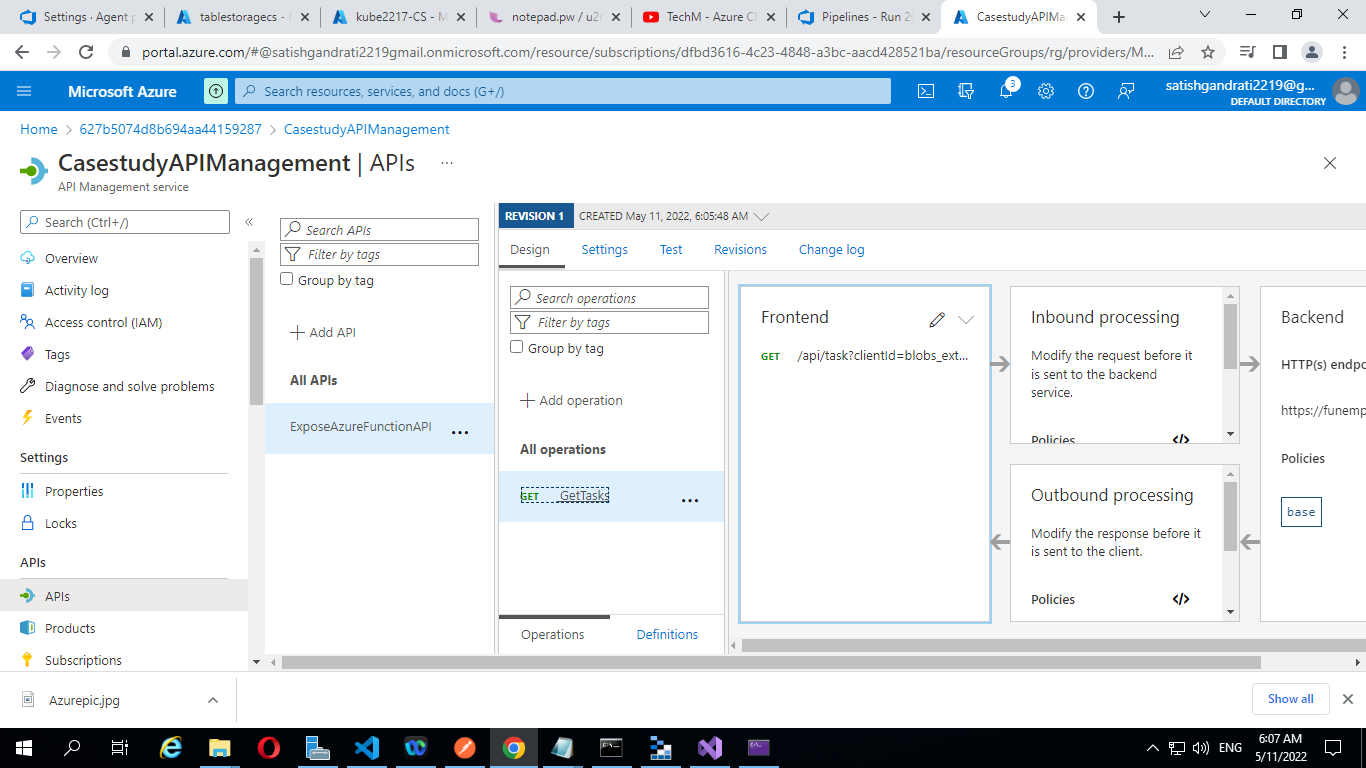 Settings · Agent p
tablestoragecs - M
kube2217-CS - M
notepad.pw / u2
TechM - Azure Cl
Pipelines - Run 2
CasestudyAPIMa
portal.azure.com/#@satishgandrati2219gmail.onmicrosoft.com/resource/subscriptions/dfbd3616-4c23-4848-a3bc-aacd428521ba/resourceGroups/rg/providers/M...
Microsoft Azure
Search resources, services, and docs (G+/)
3
satishgandrati2219@g...
DEFAULT DIRECTORY
Home > 627b5074d8b694aa44159287 > CasestudyAPIManagement
CasestudyAPIManagement | APIs ...
API Management service
Search (Ctrl+/)
«
Overview
Activity log
Access control (IAM)
Tags
Diagnose and solve problems
Events
Settings
Properties
Locks
APIs
APIs
Products
Subscriptions
Search APIs
Filter by tags
Group by tag
+ Add API
All APIs
ExposeAzureFunctionAPI ...
REVISION 1
CREATED May 11, 2022, 6:05:48 AM
Design
Settings
Test
Revisions
Change log
Search operations
Filter by tags
Group by tag
+ Add operation
All operations
GET GetTasks ...
Operations
Definitions
Frontend
GET /api/task?clientId=blobs_ext...
Inbound processing
Modify the request before it
is sent to the backend
service.
Policies </>
Outbound processing
Modify the response before it
is sent to the client.
Policies </>
Backend
HTTP(s) endpo
https://funemp
Policies
base
Azurepic.jpg
Show all
ENG
6:07 AM
5/11/2022